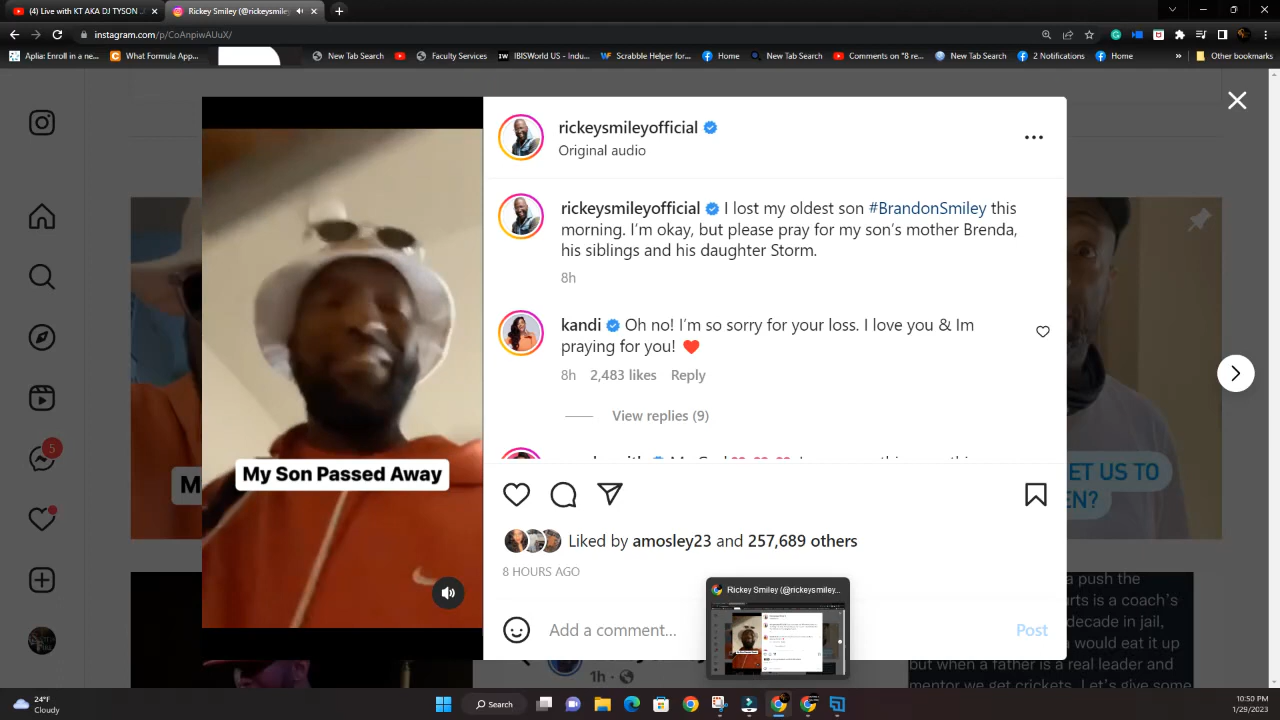 (4) Live with KT AKA DJ TYSON
Rickey Smiley (@rickeysmiley
instagram.com/p/CoAnpiwAUuX/
Aplia: Enroll in a ne...
What Formula App...
New Tab Search
Faculty Services
IBISWorld US - Indu...
Scrabble Helper for...
Home
New Tab Search
Comments on "8 re...
New Tab Search
2 Notifications
Home
»
Other bookmarks
rickeysmileyofficial
Original audio
rickeysmileyofficial I lost my oldest son #BrandonSmiley this
morning. I'm okay, but please pray for my son's mother Brenda,
his siblings and his daughter Storm.
8h
kandi Oh no! I'm so sorry for your loss. I love you & Im
praying for you! ❤️
8h 2,483 likes Reply
View replies (9)
5
My Son Passed Away
M
ET US TO
EN?
Liked by amosley23 and 257,689 others
8 HOURS AGO
Rickey Smiley (@rickeysmiley...
Add a comment...
Post
1h
a push the
urts is a coach's
decade in jail,
would eat it up
but when a father is a real leader and
mentor we get crickets. Let's give some
24°F
Cloudy
Search
10:50 PM
1/29/2023